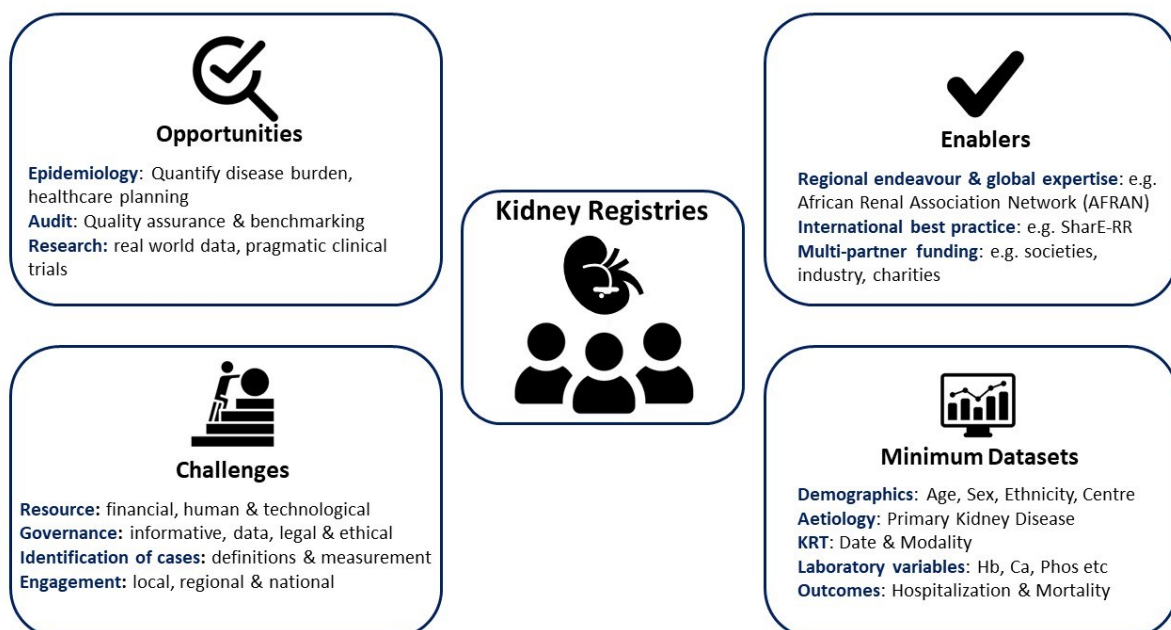 Opportunities
Epidemiology: Quantify disease burden,
healthcare planning
Audit: Quality assurance & benchmarking
Research: real world data, pragmatic clinical
trials
Enablers
Regional endeavour & global expertise: e.g.
African Renal Association Network (AFRAN)
International best practice: e.g. SharE-RR
Multi-partner funding: e.g. societies,
industry, charities
Kidney Registries
Challenges
Resource: financial, human & technological
Governance: informative, data, legal & ethical
Identification of cases: definitions & measurement
Engagement: local, regional & national
Minimum Datasets
Demographics: Age, Sex, Ethnicity, Centre
Aetiology: Primary Kidney Disease
KRT: Date & Modality
Laboratory variables: Hb, Ca, Phos etc
Outcomes: Hospitalization & Mortality